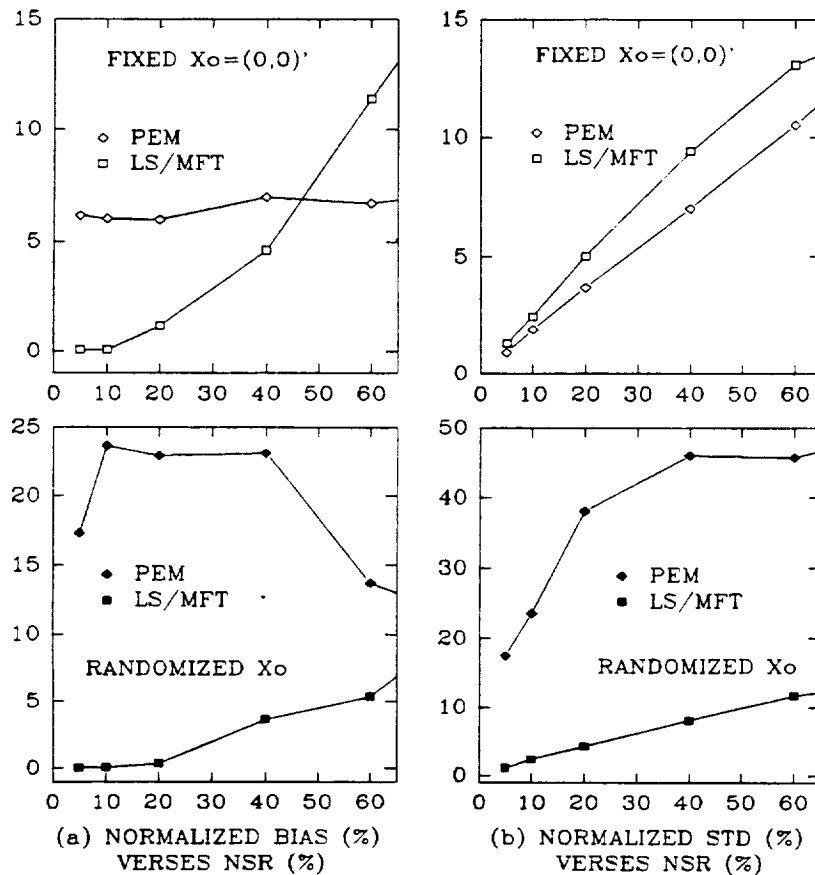 15
10
5
0
FIXED Xo=(0,0)'
PEM
LS/MFT
0 10 20 30 40 50 60
15
10
5
0
FIXED Xo=(0,0)'
PEM
LS/MFT
0 10 20 30 40 50 60
25
20
15
10
5
0
PEM
LS/MFT
RANDOMIZED Xo
0 10 20 30 40 50 60
(a) NORMALIZED BIAS (%)
VERSES NSR (%)
50
40
30
20
10
0
PEM
LS/MFT
RANDOMIZED Xo
0 10 20 30 40 50 60
(b) NORMALIZED STD (%)
VERSES NSR (%)